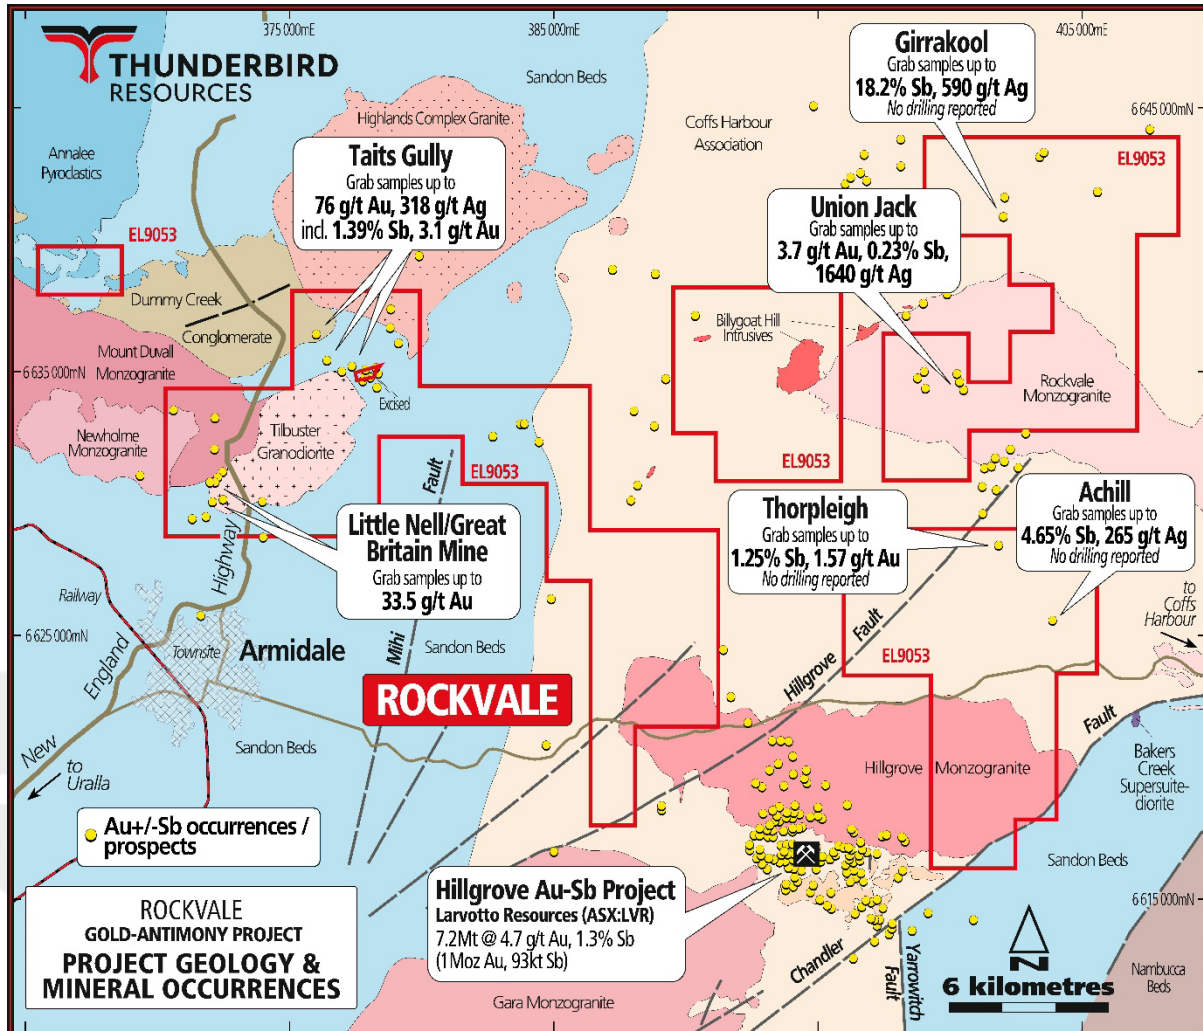 375 000mE
385 000mE
405 000mE
THUNDERBIRD
RESOURCES
Sandon Beds
Girrakool
Grab samples up to
18.2% Sb, 590 g/t Ag
No drilling reported
6 645 000mN
Highlands Complex Granite
Coffs Harbour
Association
Annalee
Pyroclastics
Taits Gully
Grab samples up to
76 g/t Au, 318 g/t Ag
incl. 1.39% Sb, 3.1 g/t Au
EL9053
Union Jack
Grab samples up to
3.7 g/t Au, 0.23% Sb,
1640 g/t Ag
EL9053
Dummy Creek
Conglomerate
Billygoat Hill
Intrusives
Mount Duvall
Monzogranite
6 635 000mN
Excised
Rockvale
Monzogranite
Newholme
Monzogranite
Tilbuster
Granodiorite
EL9053
EL9053
Fault
Little Nell/Great
Britain Mine
Grab samples up to
33.5 g/t Au
Thorpleigh
Grab samples up to
1.25% Sb, 1.57 g/t Au
No drilling reported
Achill
Grab samples up to
4.65% Sb, 265 g/t Ag
No drilling reported
Highway
Railway
to
Coffs
Harbour
6 625 000mN
Townsite
Armidale
Mihi
Sandon Beds
Fault
Hillgrove
EL9053
England
ROCKVALE
New
Sandon Beds
Fault
to
Uralla
Hillgrove Monzogranite
Bakers
Creek
Supersuite-
diorite
Au+/-Sb occurrences /
prospects
Sandon Beds
Hillgrove Au-Sb Project
Larvotto Resources (ASX:LVR)
7.2Mt @ 4.7 g/t Au, 1.3% Sb
(1Moz Au, 93kt Sb)
6 615 000mN
ROCKVALE
GOLD-ANTIMONY PROJECT
PROJECT GEOLOGY &
MINERAL OCCURRENCES
Chandler
Yarrowitch
Fault
N
6 kilometres
Nambucca
Beds
Gara Monzogranite